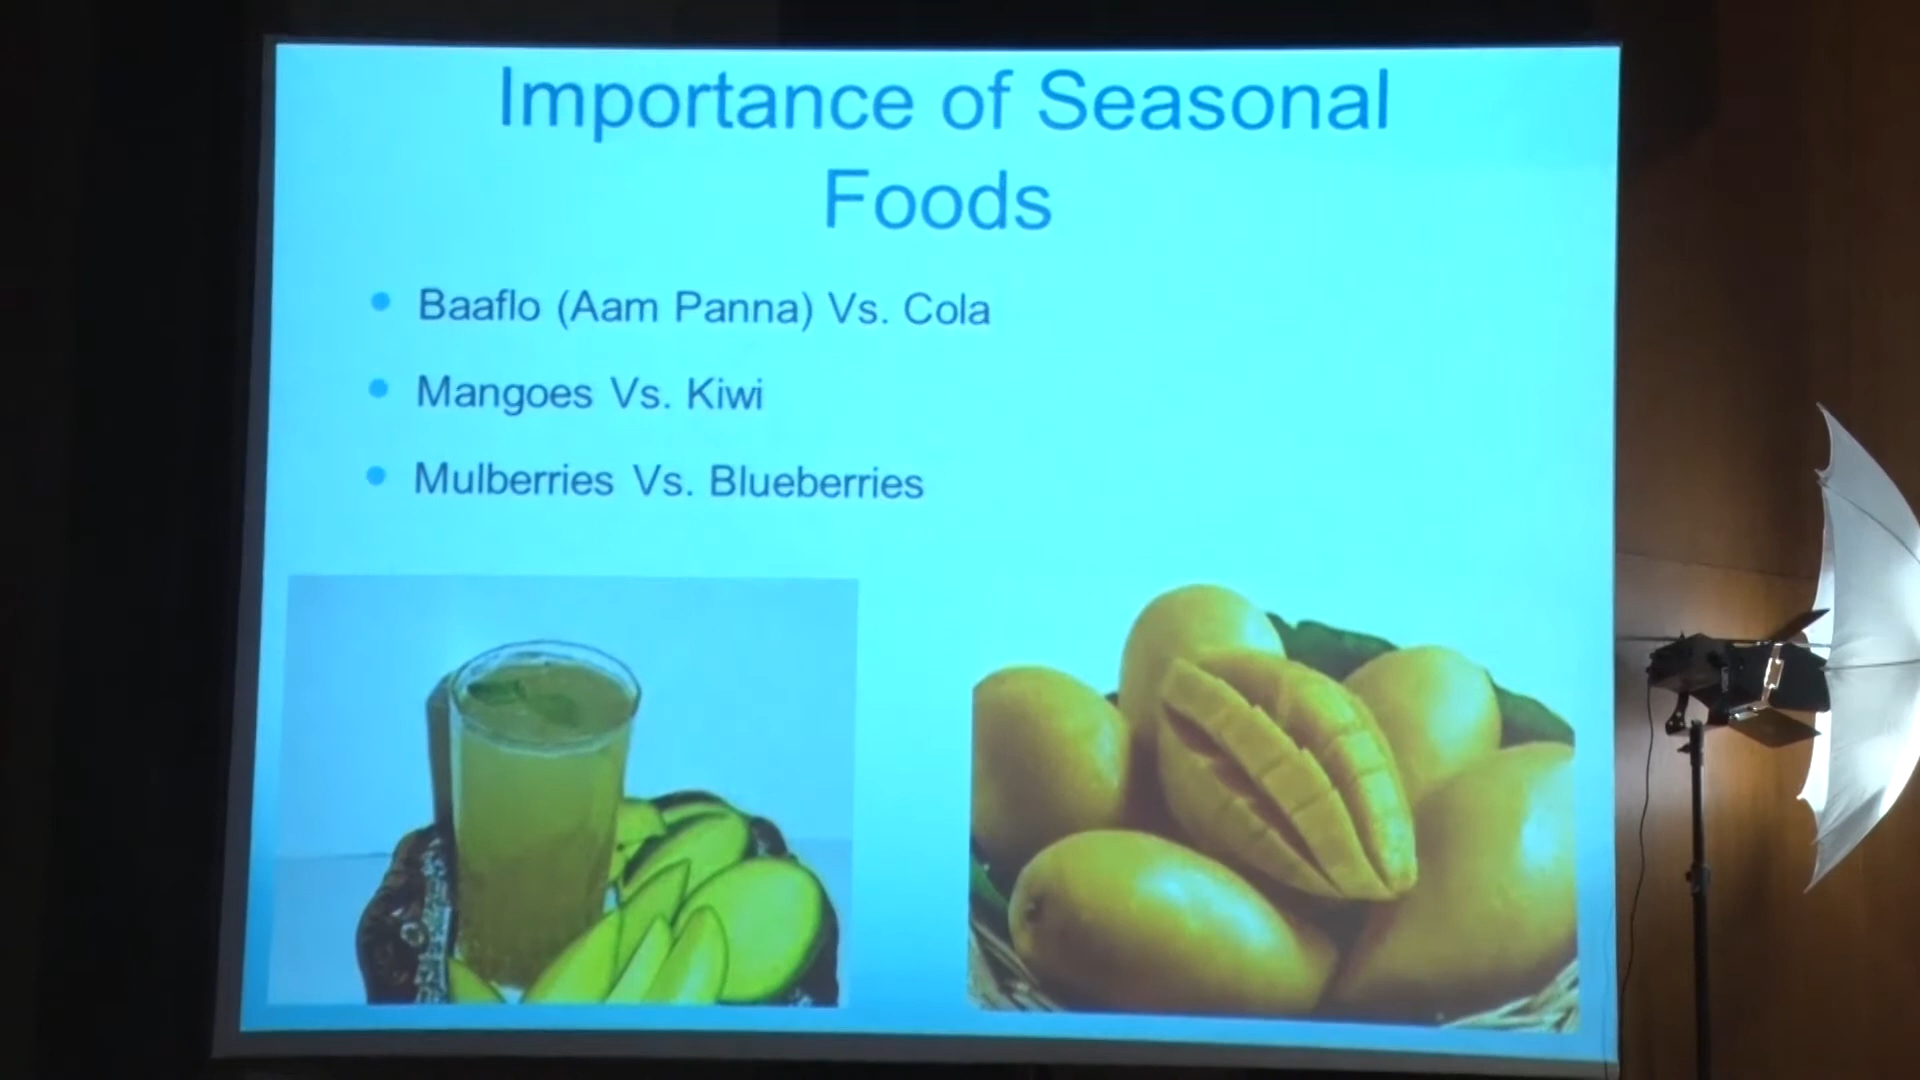 Importance of Seasonal
Foods
Baaflo (Aam Panna) Vs. Cola
Mangoes Vs. Kiwi
Mulberries Vs. Blueberries